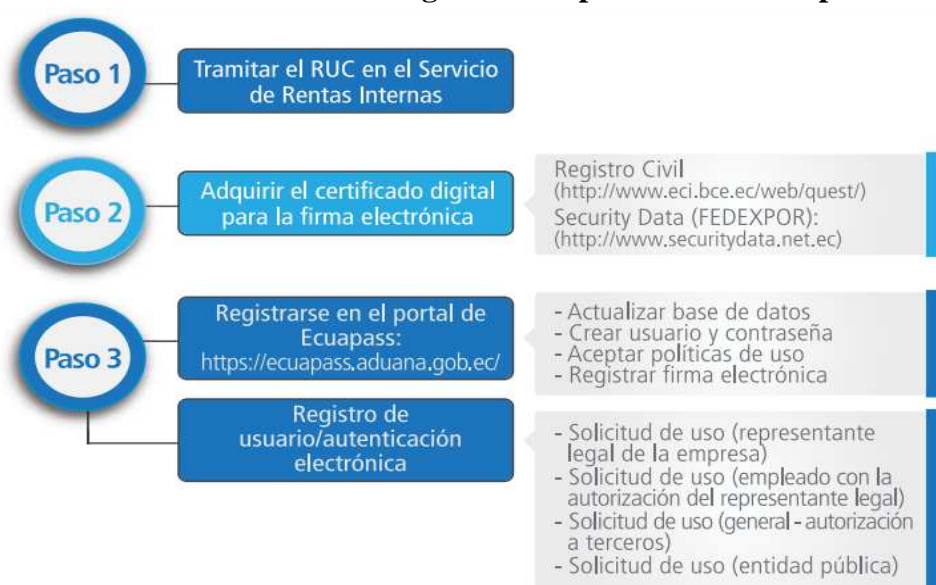 Paso 1
Tramitar el RUC en el Servicio
de Rentas Internas
Paso 2
Adquirir el certificado digital
para la firma electrónica
Registro Civil
(http://www.eci.bce.ec/web/quest/)
Security Data (FEDEXPOR):
(http://www.securitydata.net.ec)
Paso 3
Registrarse en el portal de
Ecuapass:
https://ecuapass.aduana.gob.ec/
- Actualizar base de datos
- Crear usuario y contraseña
- Aceptar políticas de uso
- Registrar firma electrónica
Registro de
usuario/autenticación
electrónica
- Solicitud de uso (representante
legal de la empresa)
- Solicitud de uso (empleado con la
autorización del representante legal)
- Solicitud de uso (general - autorización
a terceros)
- Solicitud de uso (entidad pública)